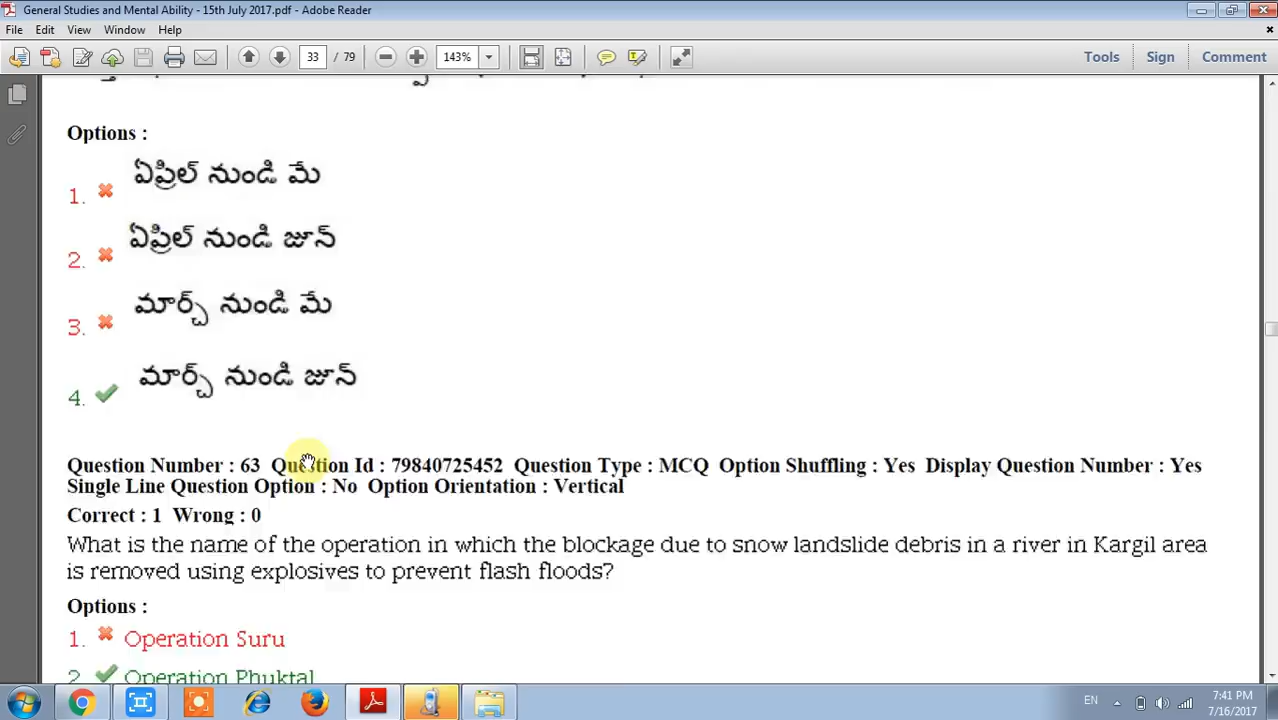 General Studies and Mental Ability - 15th July 2017.pdf - Adobe Reader
File Edit View Window Help
33 / 79 143% Tools Sign Comment
Options :
1. ఏప్రిల్ నుండి మే
2. ఏప్రిల్ నుండి జూన్
3. మార్చ్ నుండి మే
4. మార్చ్ నుండి జూన్
Question Number : 63 Question Id : 79840725452 Question Type : MCQ Option Shuffling : Yes Display Question Number : Yes
Single Line Question Option : No Option Orientation : Vertical
Correct : 1 Wrong : 0
What is the name of the operation in which the blockage due to snow landslide debris in a river in Kargil area
is removed using explosives to prevent flash floods?
Options :
1. Operation Suru
2. Operation Phuktal
EN 7:41 PM
7/16/2017